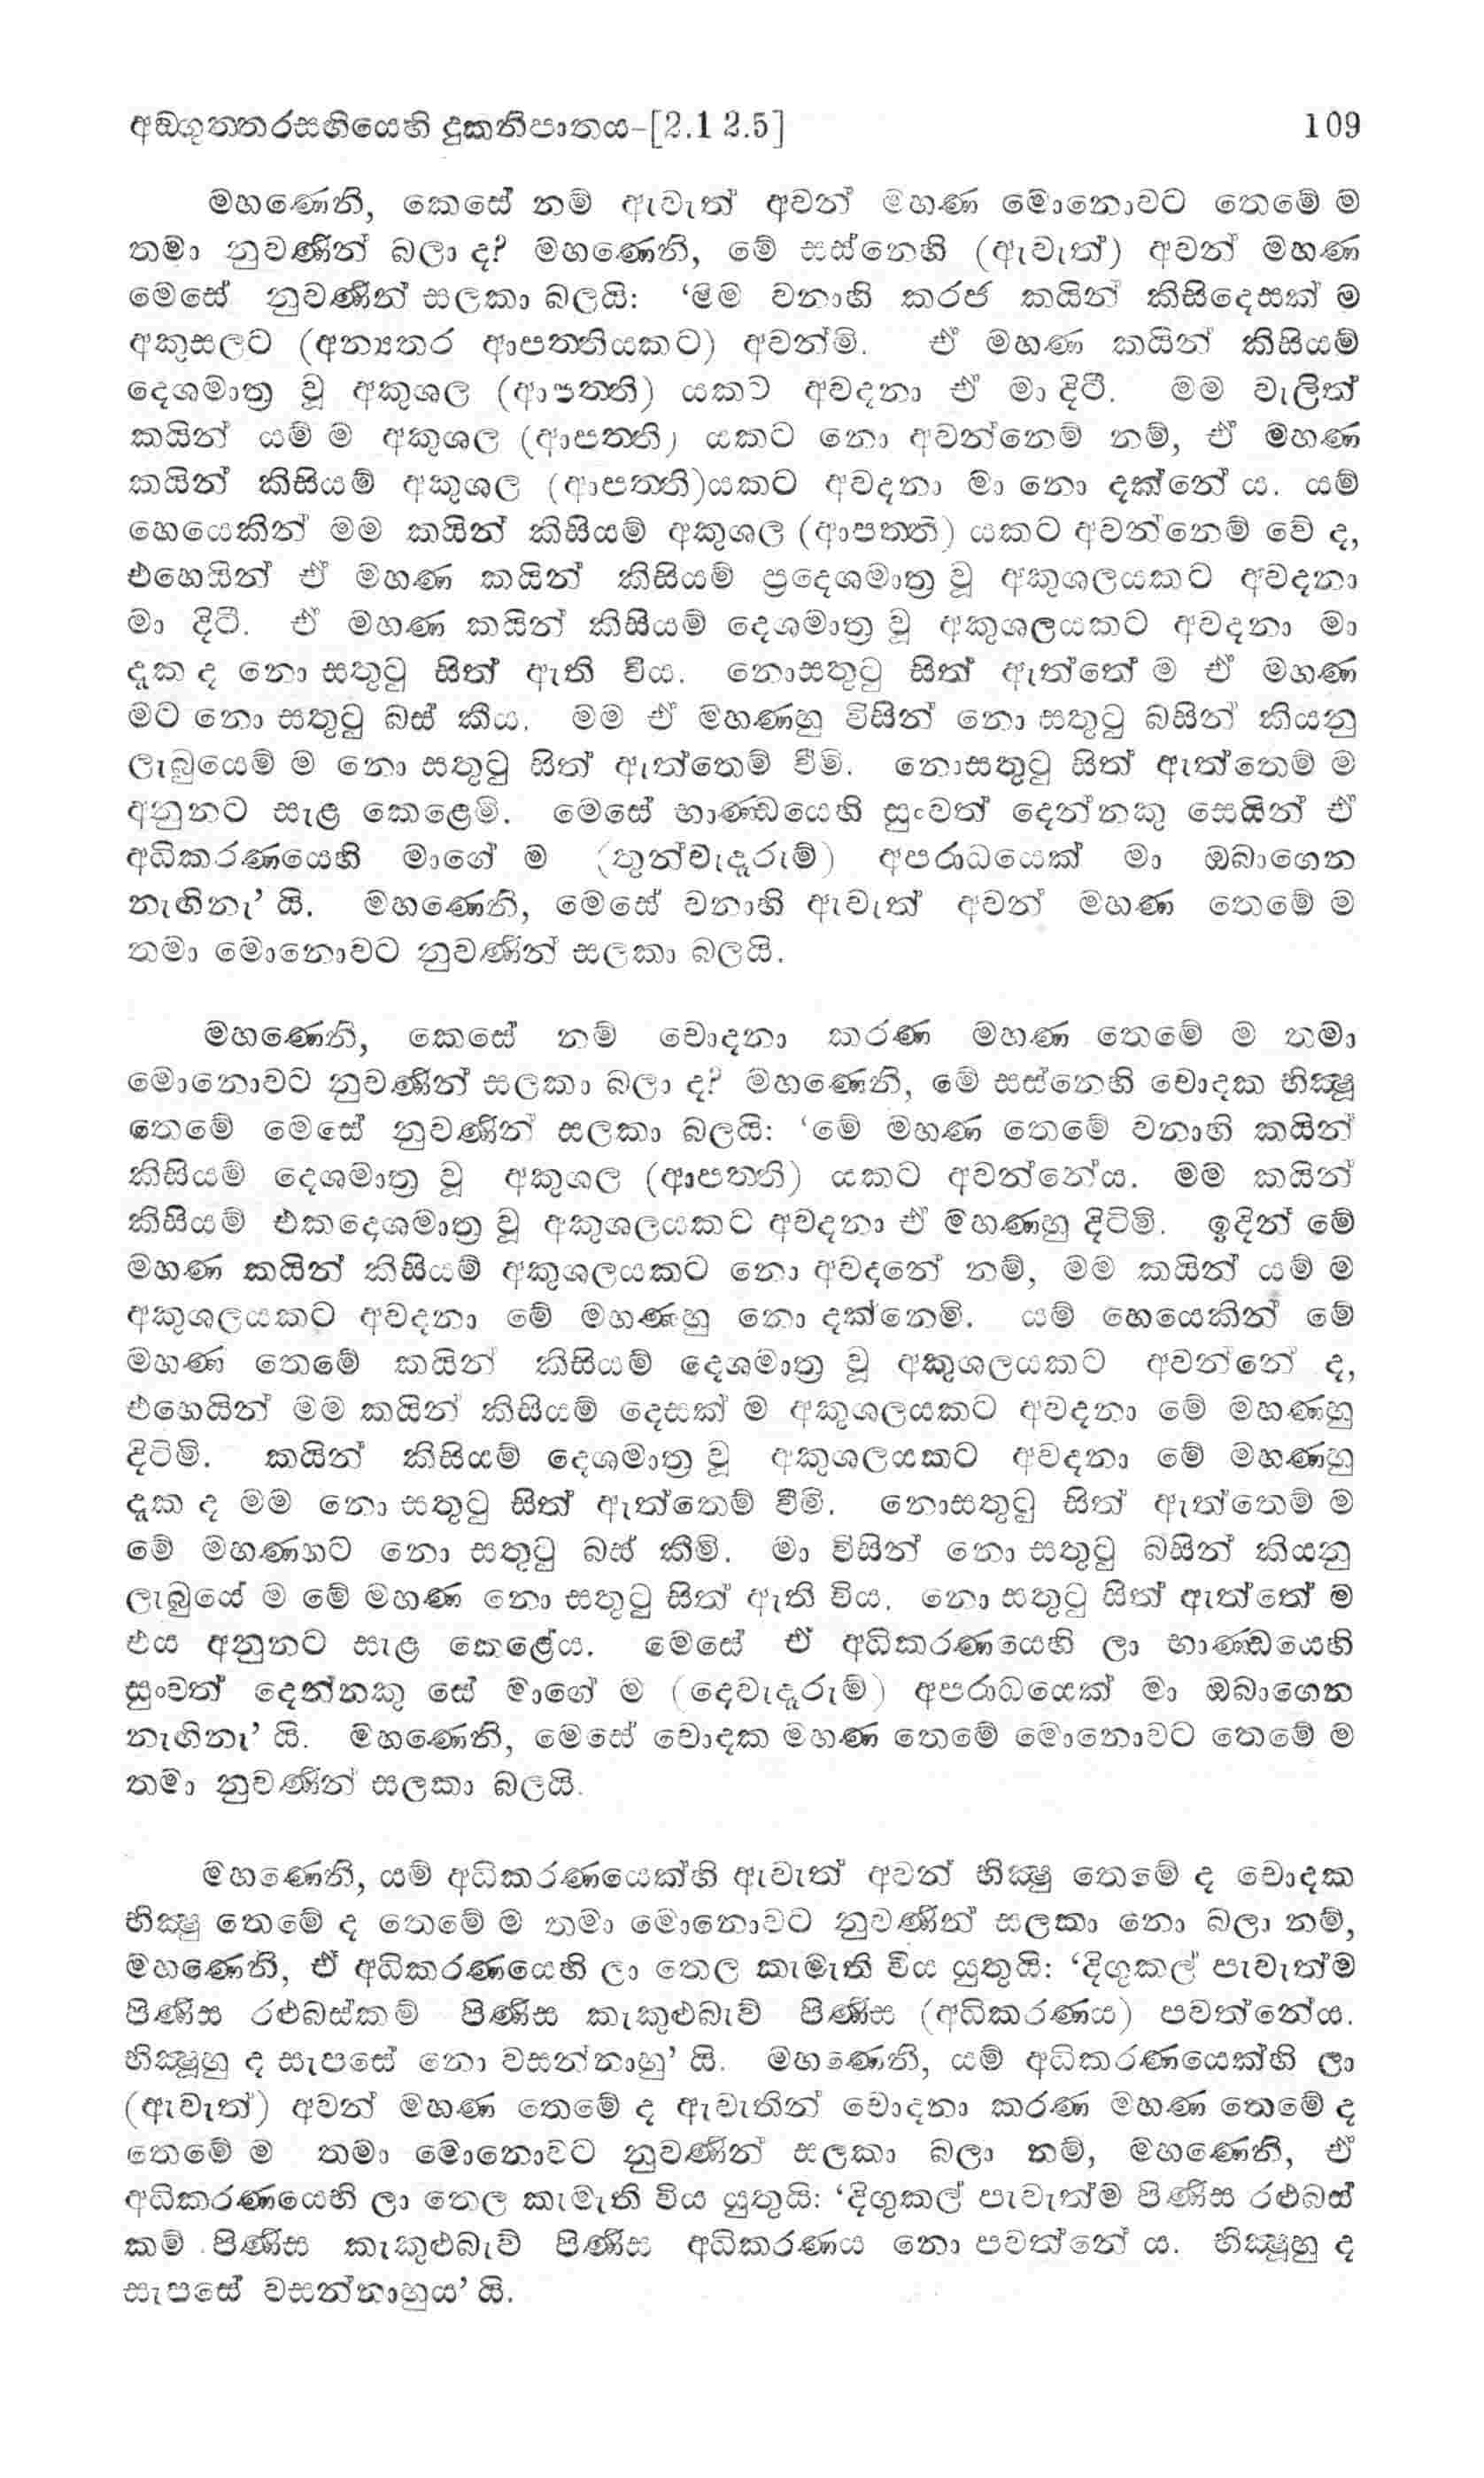 අඞ්ගුත්තරසඟියෙහි දුකනිපාතය-[2.1 2.5] 109
මහණෙනි, කෙසේ නම් ඇවැත් අවන් මහණ මොනොවට තෙමේ ම
තමා නුවණින් බලා ද? මහණෙනි, මේ සස්නෙහි (ඇවැත්) අවන් මහණ
මෙසේ නුවණින් සලකා බලයි: ‘මම වනාහි කරජ කයින් කිසිදෙසක් ම
අකුසලට (අන්‍යතර ආපත්තියකට) අවන්මි. ඒ මහණ කයින් කිසියම්
දෙශමාත්‍ර වූ අකුශල (ආපත්ති) යකට අවදනා ඒ මා දිටී. මම වැලිත්
කයින් යම් ම අකුශල (ආපත්ති) යකට නො අවන්නෙම් නම්, ඒ මහණ
කයින් කිසියම් අකුශල (ආපත්ති)යකට අවදනා මා නො දක්නේ ය. යම්
හෙයෙකින් මම කයින් කිසියම් අකුශල (ආපත්ති) යකට අවන්නෙම් වේ ද,
එහෙයින් ඒ මහණ කයින් කිසියම් ප්‍රදෙශමාත්‍ර වූ අකුශලයකට අවදනා
මා දිටී. ඒ මහණ කයින් කිසියම් දෙශමාත්‍ර වූ අකුශලයකට අවදනා මා
දැක ද නො සතුටු සිත් ඇති විය. නොසතුටු සිත් ඇත්තේ ම ඒ මහණ
මට නො සතුටු බස් කීය. මම ඒ මහණහු විසින් නො සතුටු බසින් කියනු
ලැබුයෙම් ම නො සතුටු සිත් ඇත්තෙම් වීමි. නොසතුටු සිත් ඇත්තෙම් ම
අනුනට සැළ කෙළෙමි. මෙසේ භාණ්ඩයෙහි සුංවත් දෙන්නකු සෙයින් ඒ
අධිකරණයෙහි මාගේ ම (තුන්වැදෑරුම්) අපරාධයෙක් මා ඔබාගෙන
නැඟිනැ’ යි. මහණෙනි, මෙසේ වනාහි ඇවැත් අවන් මහණ තෙමේ ම
තමා මොනොවට නුවණින් සලකා බලයි.
මහණෙනි, කෙසේ නම් චොදනා කරණ මහණ තෙමේ ම තමා
මොනොවට නුවණින් සලකා බලා ද? මහණෙනි, මේ සස්නෙහි චොදක භික්‍ෂූ
තෙමේ මෙසේ නුවණින් සලකා බලයි: ‘මේ මහණ තෙමේ වනාහි කයින්
කිසියම් දෙශමාත්‍ර වූ අකුශල (ආපත්ති) යකට අවන්නේය. මම කයින්
කිසියම් එකදෙශමාත්‍ර වූ අකුශලයකට අවදනා ඒ මහණහු දිටිමි. ඉදින් මේ
මහණ කයින් කිසියම් අකුශලයකට නො අවදනේ නම්, මම කයින් යම් ම
අකුශලයකට අවදනා මේ මහණහු නො දක්නෙමි. යම් හෙයෙකින් මේ
මහණ තෙමේ කයින් කිසියම් දෙශමාත්‍ර වූ අකුශලයකට අවන්නේ ද,
එහෙයින් මම කයින් කිසියම් දෙසක් ම අකුශලයකට අවදනා මේ මහණහු
දිටිමි. කයින් කිසියම් දෙශමාත්‍ර වූ අකුශලයකට අවදනා මේ මහණහු
දැක ද මම නො සතුටු සිත් ඇත්තෙම් වීමි. නොසතුටු සිත් ඇත්තෙම් ම
මේ මහණහට නො සතුටු බස් කීමි. මා විසින් නො සතුටු බසින් කියනු
ලැබුයේ ම මේ මහණ නො සතුටු සිත් ඇති විය. නො සතුටු සිත් ඇත්තේ ම
එය අනුනට සැළ කෙළේය. මෙසේ ඒ අධිකරණයෙහි ලා භාණ්ඩයෙහි
සුංවත් දෙන්නකු සේ මාගේ ම (දෙවැදෑරුම්) අපරාධයෙක් මා ඔබාගෙන
නැඟිනැ’ යි. මහණෙනි, මෙසේ චොදක මහණ තෙමේ මොනොවට තෙමේ ම
තමා නුවණින් සලකා බලයි.
මහණෙනි, යම් අධිකරණයෙක්හි ඇවැත් අවන් භික්‍ෂු තෙමේ ද චොදක
භික්‍ෂු තෙමේ ද තෙමේ ම තමා මොනොවට නුවණින් සලකා නො බලා නම්,
මහණෙනි, ඒ අධිකරණයෙහි ලා තෙල කැමැති විය යුතුයි: ‘දිගුකල් පැවැත්ම
පිණිස රළුබස්කම් පිණිස කැකුළුබැව් පිණිස (අධිකරණය) පවත්නේය.
භික්‍ෂූහු ද සැපසේ නො වසන්නාහු’ යි. මහණෙනි, යම් අධිකරණයෙක්හි ලා
(ඇවැත්) අවන් මහණ තෙමේ ද ඇවැතින් චොදනා කරණ මහණ තෙමේ ද
තෙමේ ම තමා මොනොවට නුවණින් සලකා බලා නම්, මහණෙනි, ඒ
අධිකරණයෙහි ලා තෙල කැමැති විය යුතුයි: ‘දිගුකල් පැවැත්ම පිණිස රළුබස්
කම් පිණිස කැකුළුබැව් පිණිස අධිකරණය නො පවත්නේ ය. භික්‍ෂූහු ද
සැපසේ වසන්නාහුය’ යි.